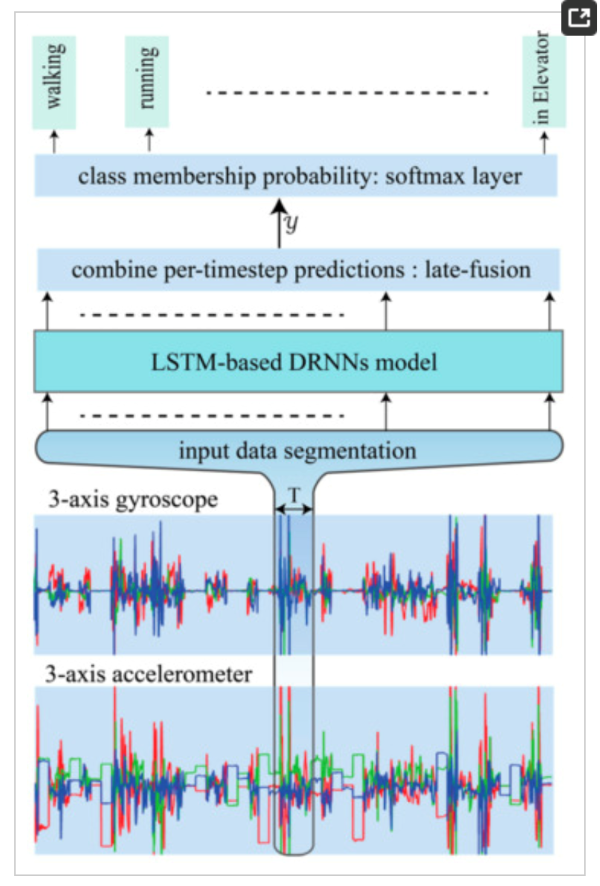 walking
running
in Elevator
class membership probability: softmax layer
y
combine per-timestep predictions : late-fusion
LSTM-based DRNNs model
input data segmentation
T
3-axis gyroscope
3-axis accelerometer